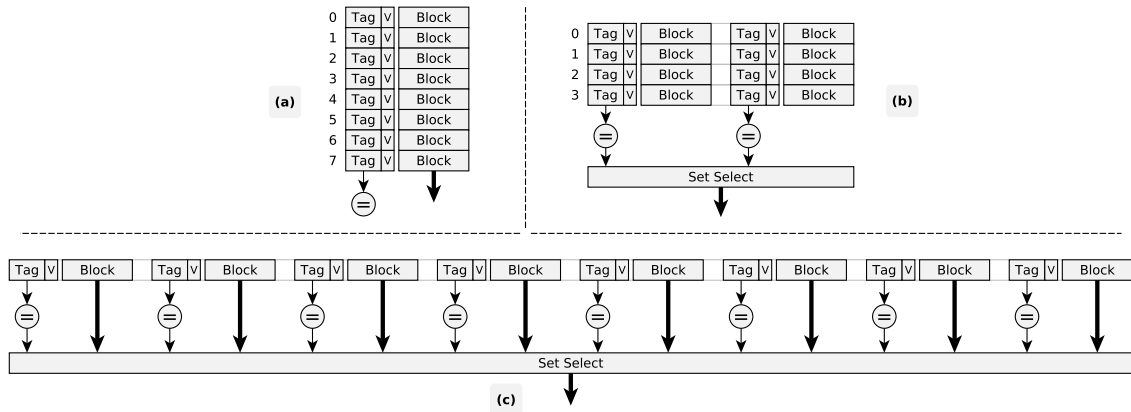 0 Tag V Block
1 Tag V Block
2 Tag V Block
3 Tag V Block
4 Tag V Block
5 Tag V Block
6 Tag V Block
7 Tag V Block
=
(a)
0 Tag V Block Tag V Block
1 Tag V Block Tag V Block
2 Tag V Block Tag V Block
3 Tag V Block Tag V Block
= =
Set Select
(b)
Tag V Block Tag V Block Tag V Block Tag V Block Tag V Block Tag V Block Tag V Block Tag V Block
= = = = = = = =
Set Select
(c)